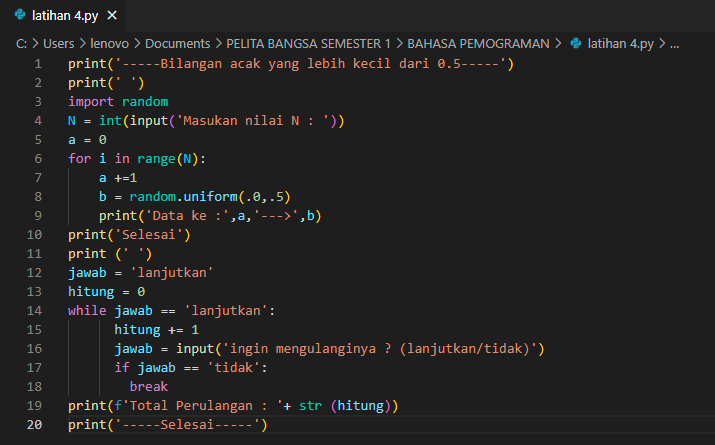 latihan 4.py ×
C: > Users > lenovo > Documents > PELITA BANGSA SEMESTER 1 > BAHASA PEMOGRAMAN > latihan 4.py > ...
1 print('-----Bilangan acak yang lebih kecil dari 0.5-----')
2 print(' ')
3 import random
4 N = int(input('Masukan nilai N : '))
5 a = 0
6 for i in range(N):
7     a +=1
8     b = random.uniform(.0,.5)
9     print('Data ke :',a,'--->',b)
10 print('Selesai')
11 print (' ')
12 jawab = 'lanjutkan'
13 hitung = 0
14 while jawab == 'lanjutkan':
15       hitung += 1
16       jawab = input('ingin mengulanginya ? (lanjutkan/tidak)')
17       if jawab == 'tidak':
18         break
19 print(f'Total Perulangan : '+ str (hitung))
20 print('-----Selesai-----')